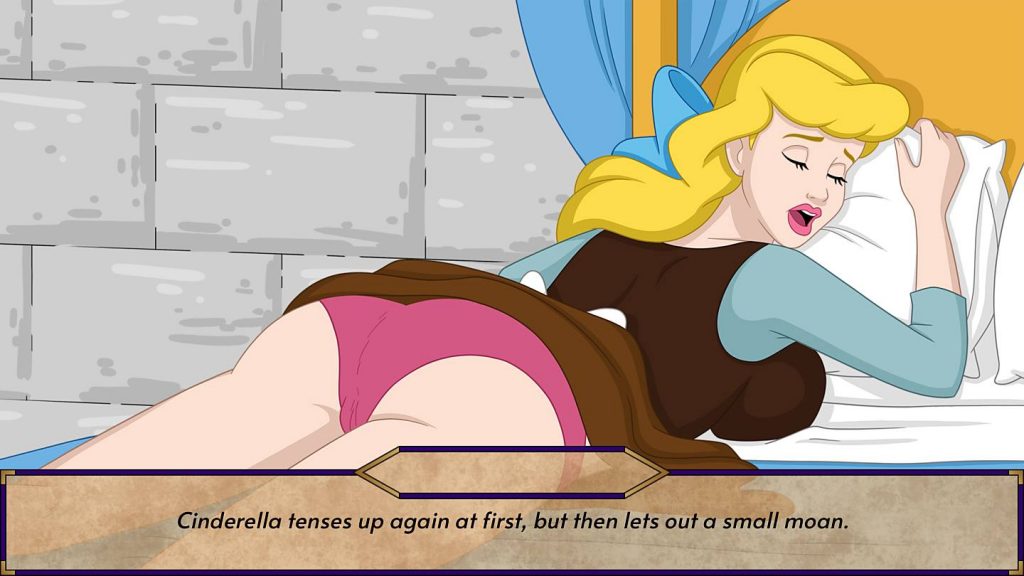 Cinderella tenses up again at first, but then lets out a small moan.